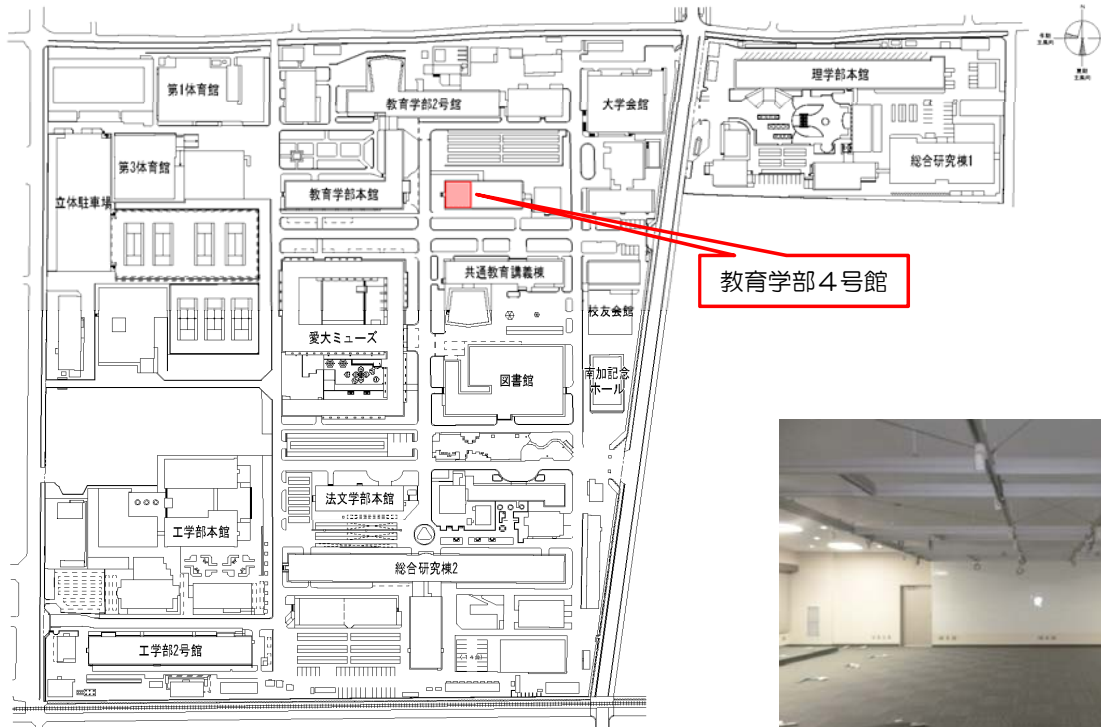 N
第1体育館
教育学部2号館
大学会館
理学部本館
総合研究棟1
第3体育館
立体駐車場
教育学部本館
教育学部４号館
共通教育講義棟
校友会館
愛大ミューズ
図書館
南加記念
ホール
法文学部本館
工学部本館
総合研究棟2
工学部2号館